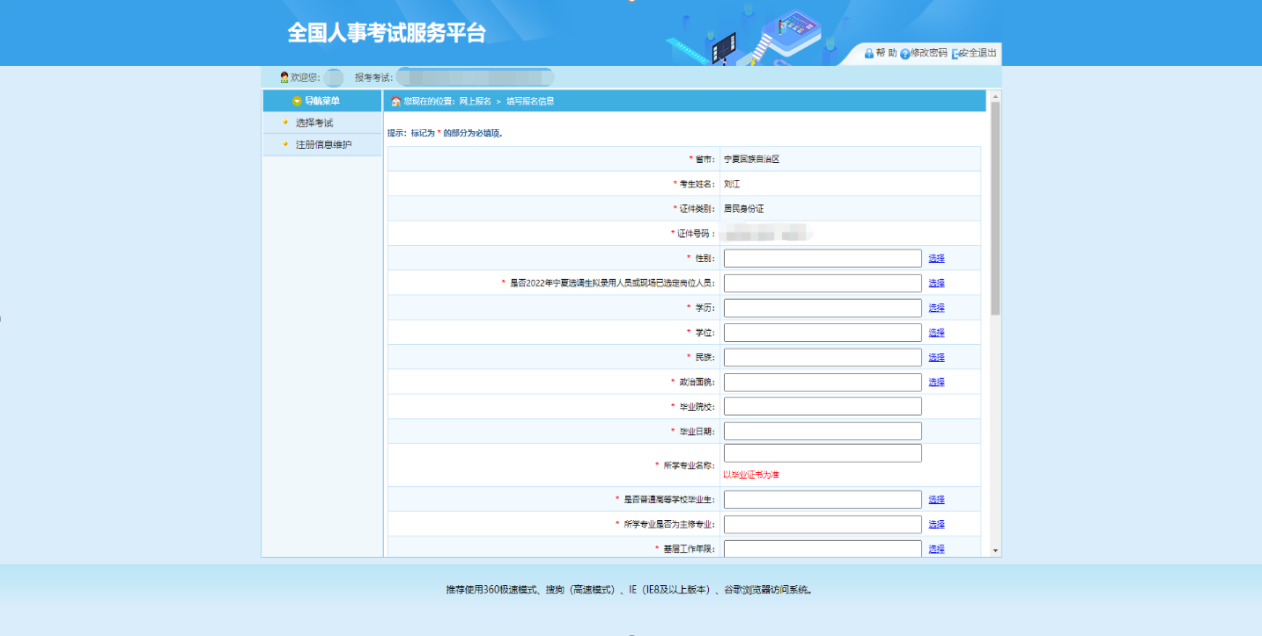 全国人事考试服务平台
帮 助 修改密码 安全退出
欢迎您: 报考考试:
导航菜单
选择考试
注册信息维护
您现在的位置: 网上报名 > 填写报名信息
提示: 标记为 * 的部分为必填项。
* 省市: 宁夏回族自治区
* 考生姓名: 刘江
* 证件类别: 居民身份证
* 证件号码 :
* 性别: 选择
* 是否2022年宁夏选调生拟录用人员或现场已选定岗位人员: 选择
* 学历: 选择
* 学位: 选择
* 民族: 选择
* 政治面貌: 选择
* 毕业院校:
* 毕业日期:
* 所学专业名称:
以毕业证书为准
* 是否普通高等学校毕业生: 选择
* 所学专业是否为主修专业: 选择
* 基层工作年限: 选择
推荐使用360极速模式、搜狗（高速模式）、IE（IE8及以上版本）、谷歌浏览器访问系统。